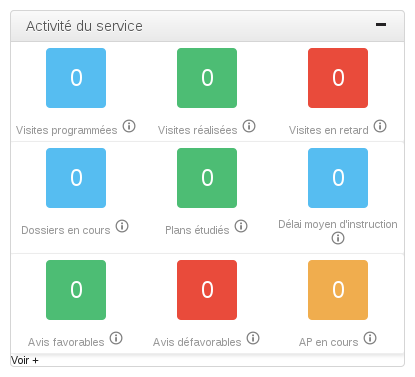 Activité du service
0 0 0
Visites programmées Visites réalisées Visites en retard
0 0 0
Dossiers en cours Plans étudiés Délai moyen d'instruction
0 0 0
Avis favorables Avis défavorables AP en cours
Voir +